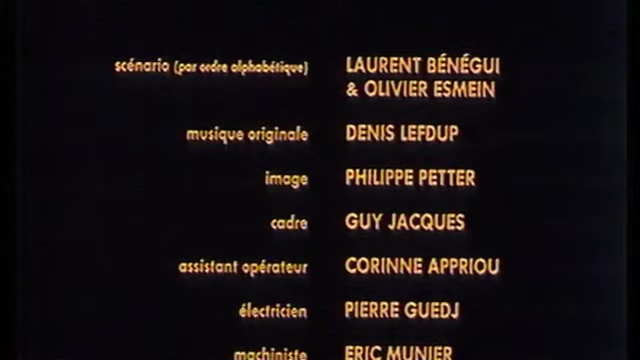 scénario (par ordre alphabétique) LAURENT BÉNÉGUI
& OLIVIER ESMEIN
musique originale DENIS LEFDUP
image PHILIPPE PETTER
cadre GUY JACQUES
assistant opérateur CORINNE APPRIOU
électricien PIERRE GUEDJ
machiniste ERIC MUNIER